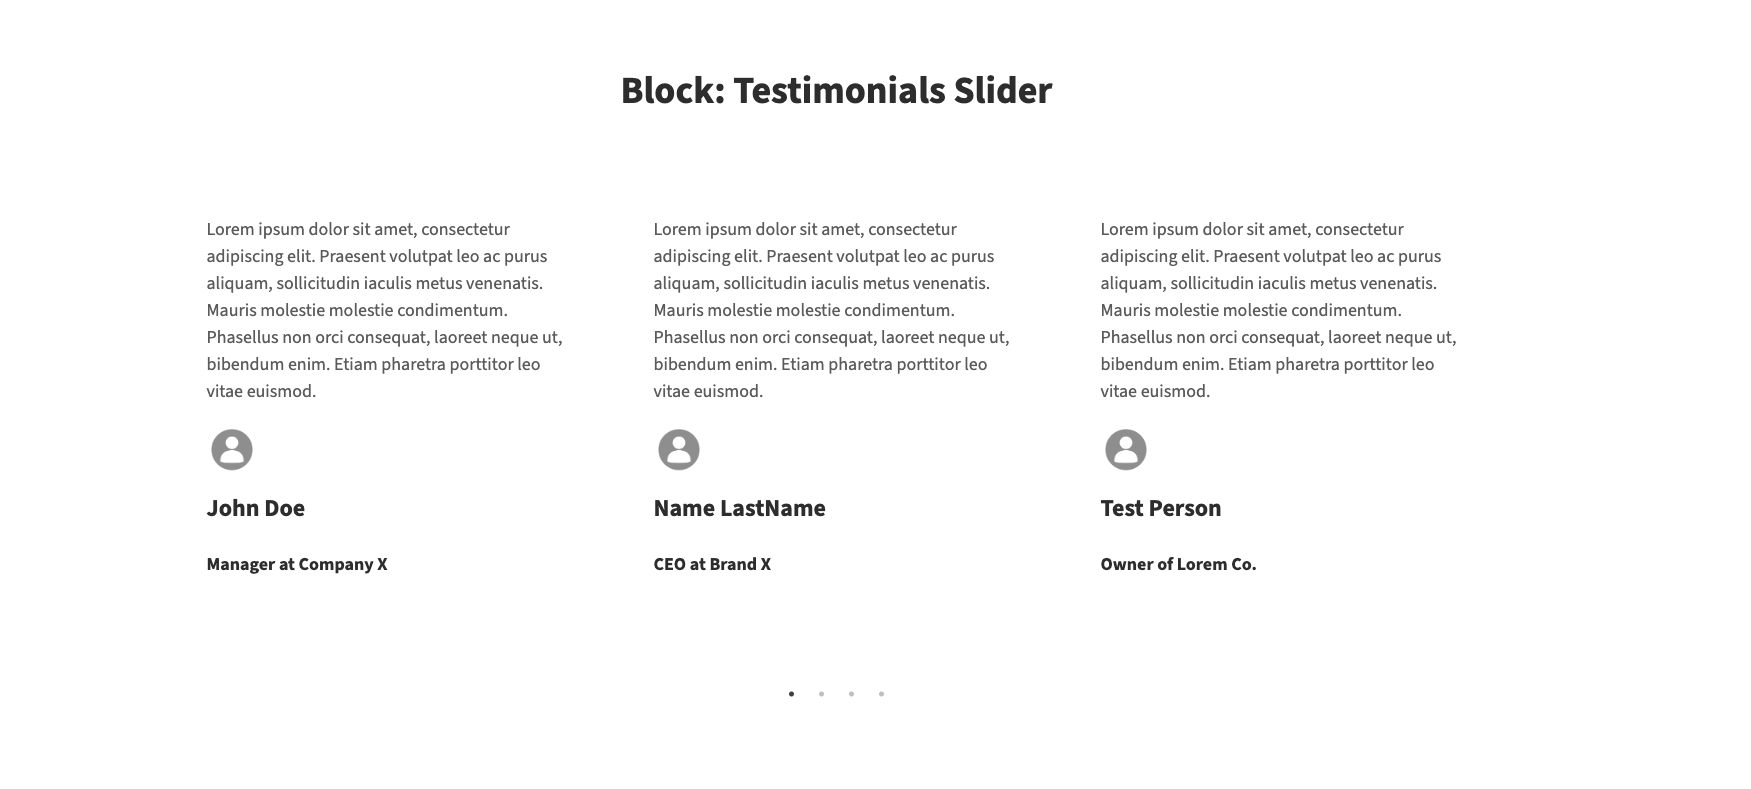 Block: Testimonials Slider
Lorem ipsum dolor sit amet, consectetur
adipiscing elit. Praesent volutpat leo ac purus
aliquam, sollicitudin iaculis metus venenatis.
Mauris molestie molestie condimentum.
Phasellus non orci consequat, laoreet neque ut,
bibendum enim. Etiam pharetra porttitor leo
vitae euismod.
John Doe
Manager at Company X
Lorem ipsum dolor sit amet, consectetur
adipiscing elit. Praesent volutpat leo ac purus
aliquam, sollicitudin iaculis metus venenatis.
Mauris molestie molestie condimentum.
Phasellus non orci consequat, laoreet neque ut,
bibendum enim. Etiam pharetra porttitor leo
vitae euismod.
Name LastName
CEO at Brand X
Lorem ipsum dolor sit amet, consectetur
adipiscing elit. Praesent volutpat leo ac purus
aliquam, sollicitudin iaculis metus venenatis.
Mauris molestie molestie condimentum.
Phasellus non orci consequat, laoreet neque ut,
bibendum enim. Etiam pharetra porttitor leo
vitae euismod.
Test Person
Owner of Lorem Co.